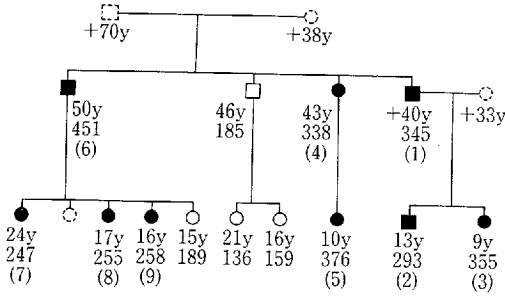 +70y +38y
50y 46y 43y +40y +33y
451 185 338 345
(6) (4) (1)
24y 17y 16y 15y 21y 16y 10y 13y 9y
247 255 258 189 136 159 376 293 355
(7) (8) (9) (5) (2) (3)